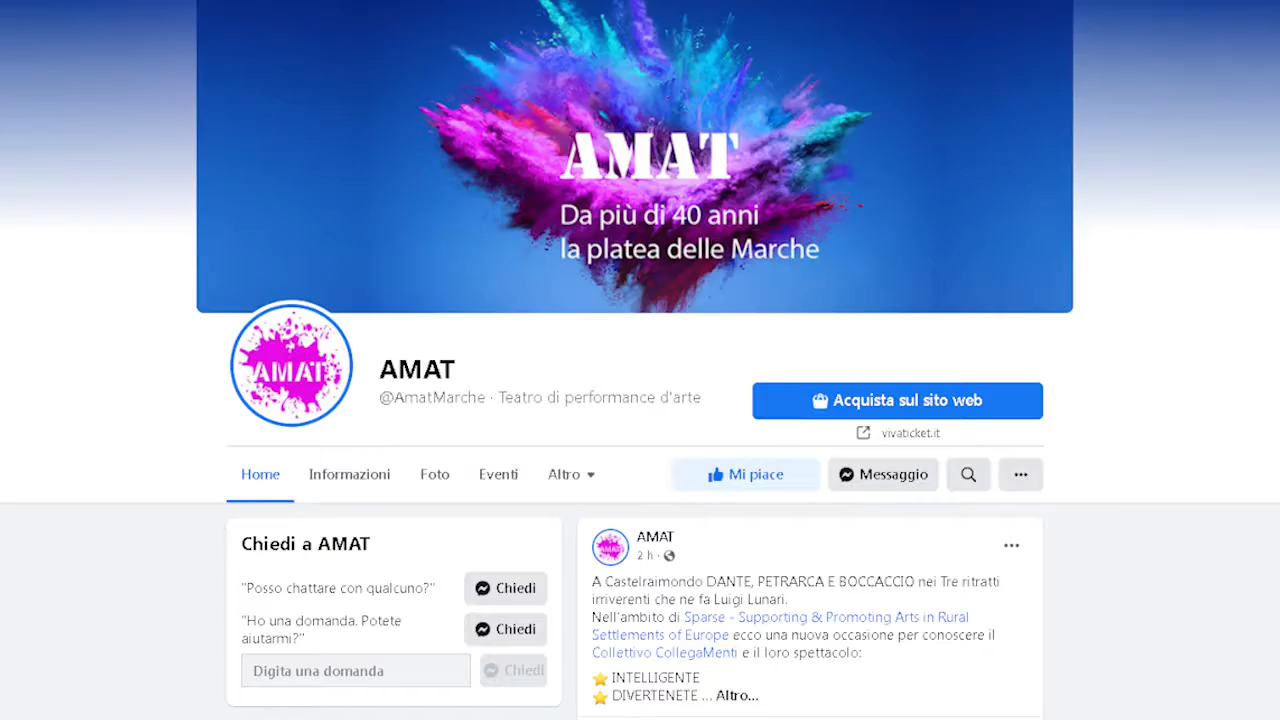 AMAT
Da più di 40 anni
la platea delle Marche
AMAT
AMAT
@AmatMarche · Teatro di performance d'arte
Acquista sul sito web
vivaticket.it
Home
Informazioni
Foto
Eventi
Altro
Mi piace
Messaggio
Chiedi a AMAT
"Posso chattare con qualcuno?"
Chiedi
"Ho una domanda. Potete
aiutarmi?"
Chiedi
Digita una domanda
Chiedi
AMAT
AMAT
2 h ·
A Castelraimondo DANTE, PETRARCA E BOCCACCIO nei Tre ritratti
irriverenti che ne fa Luigi Lunari.
Nell'ambito di Sparse - Supporting & Promoting Arts in Rural
Settlements of Europe ecco una nuova occasione per conoscere il
Collettivo CollegaMenti e il loro spettacolo:
⭐ INTELLIGENTE
⭐ DIVERTENETE ... Altro...